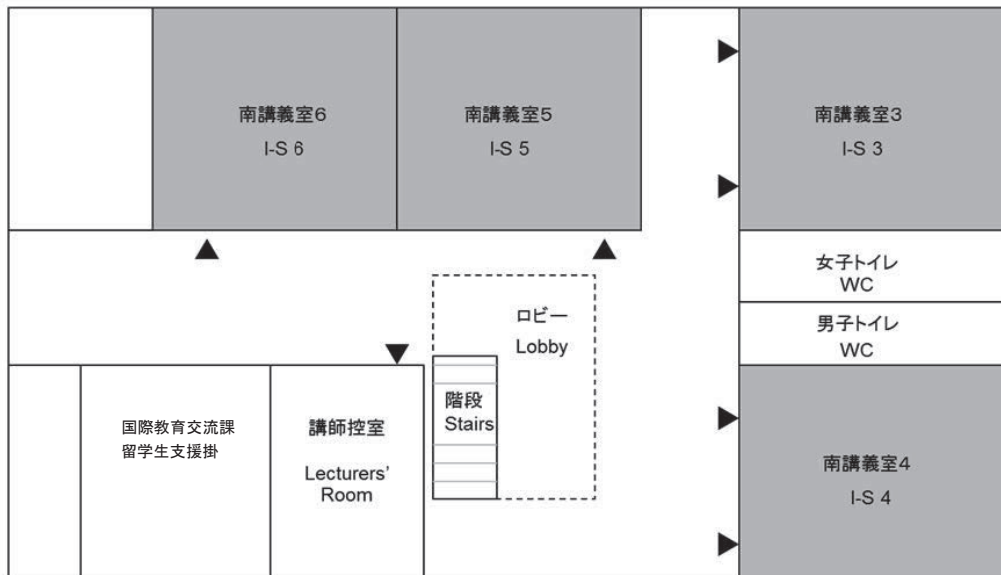 南講義室6
I-S 6
南講義室5
I-S 5
南講義室3
I-S 3
女子トイレ
WC
男子トイレ
WC
ロビー
Lobby
階段
Stairs
国際教育交流課
留学生支援掛
講師控室
Lecturers’
Room
南講義室4
I-S 4